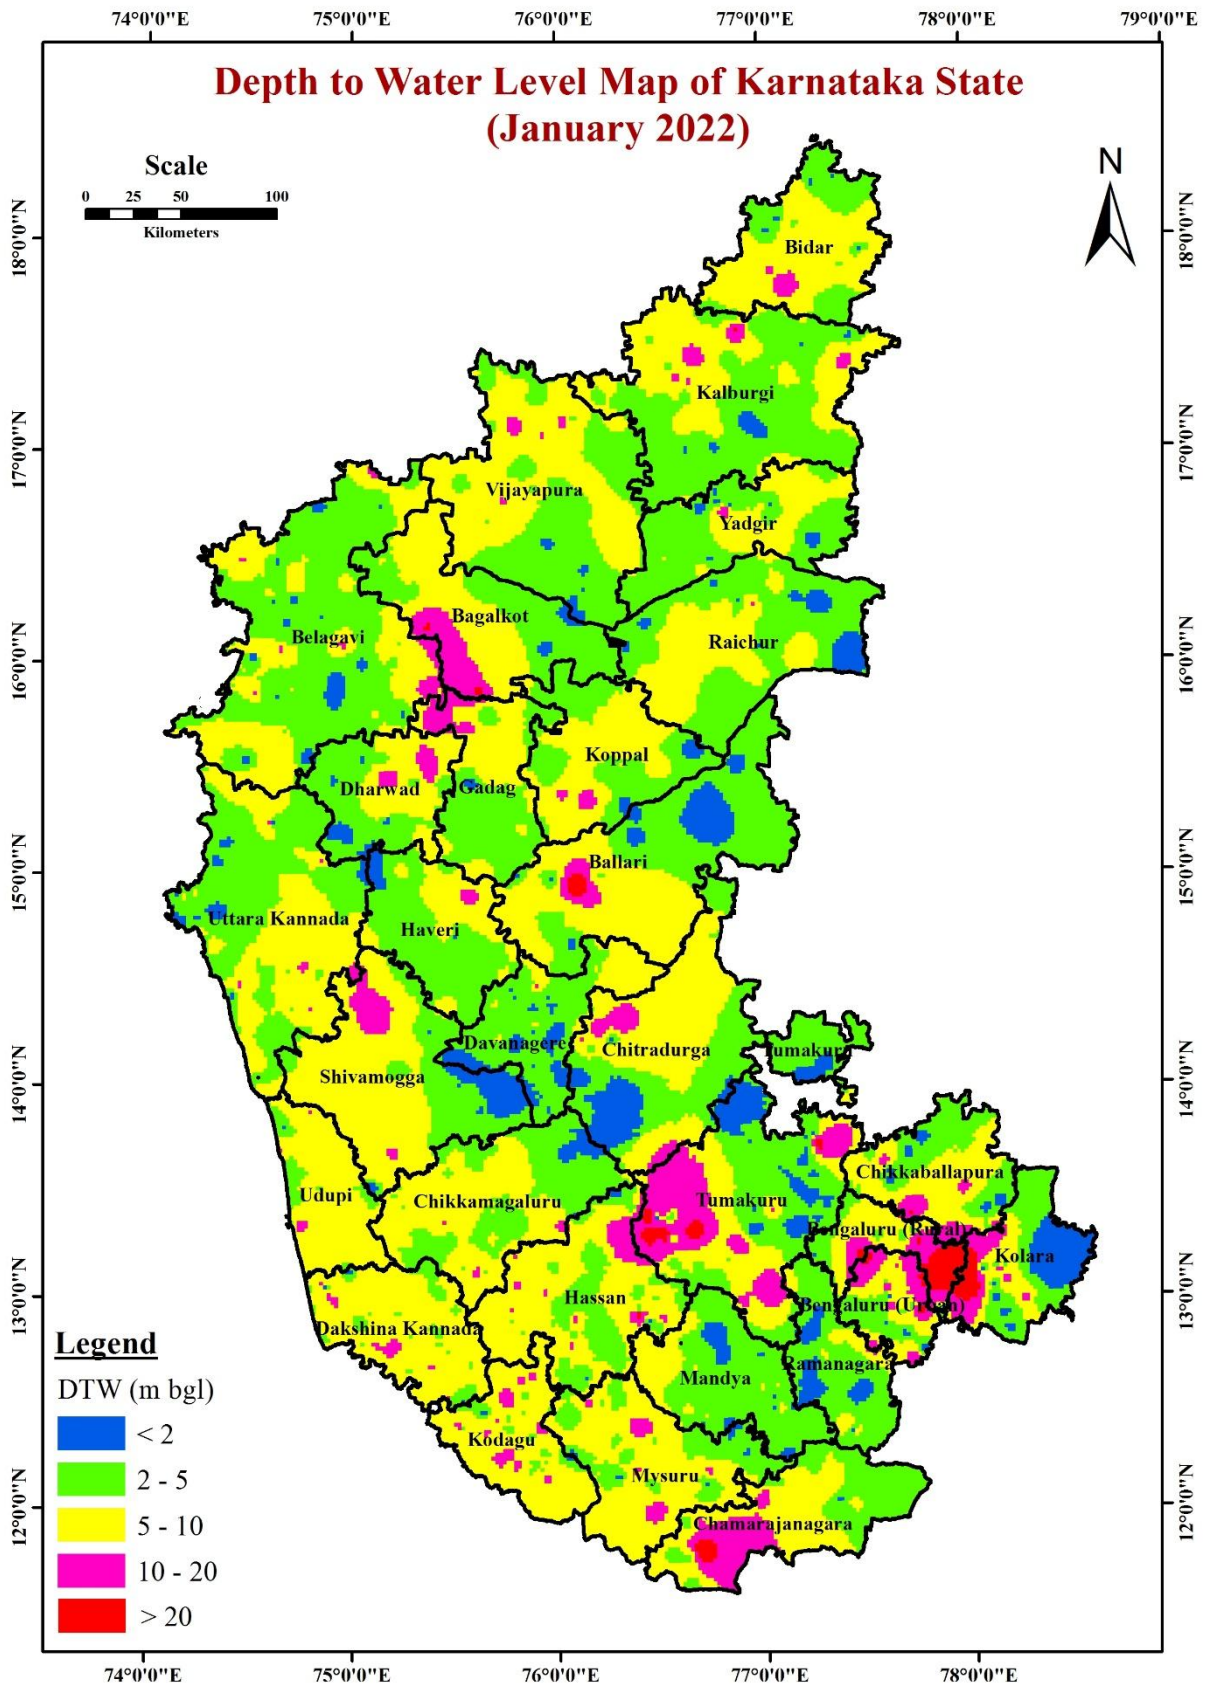 74°0'0"E 75°0'0"E 76°0'0"E 77°0'0"E 78°0'0"E 79°0'0"E
Depth to Water Level Map of Karnataka State
(January 2022)
Scale
0 25 50 100
Kilometers
N
18°0'0"N
18°0'0"N
17°0'0"N
17°0'0"N
16°0'0"N
16°0'0"N
15°0'0"N
15°0'0"N
14°0'0"N
14°0'0"N
13°0'0"N
13°0'0"N
12°0'0"N
12°0'0"N
Bidar
Kalburgi
Vijayapura
Yadgir
Bagalkot
Belagavi
Raichur
Koppal
Dharwad
Gadag
Ballari
Uttara Kannada
Haveri
Davanagere
Chitradurga
Tumakuru
Shivamogga
Chikkaballapura
Udupi
Chikkamagaluru
Tumakuru
Bengaluru (Rural)
Kolara
Hassan
Bengaluru (Urban)
Dakshina Kannada
Ramanagara
Mandya
Kodagu
Mysuru
Chamarajanagara
Legend
DTW (m bgl)
< 2
2 - 5
5 - 10
10 - 20
> 20
74°0'0"E 75°0'0"E 76°0'0"E 77°0'0"E 78°0'0"E